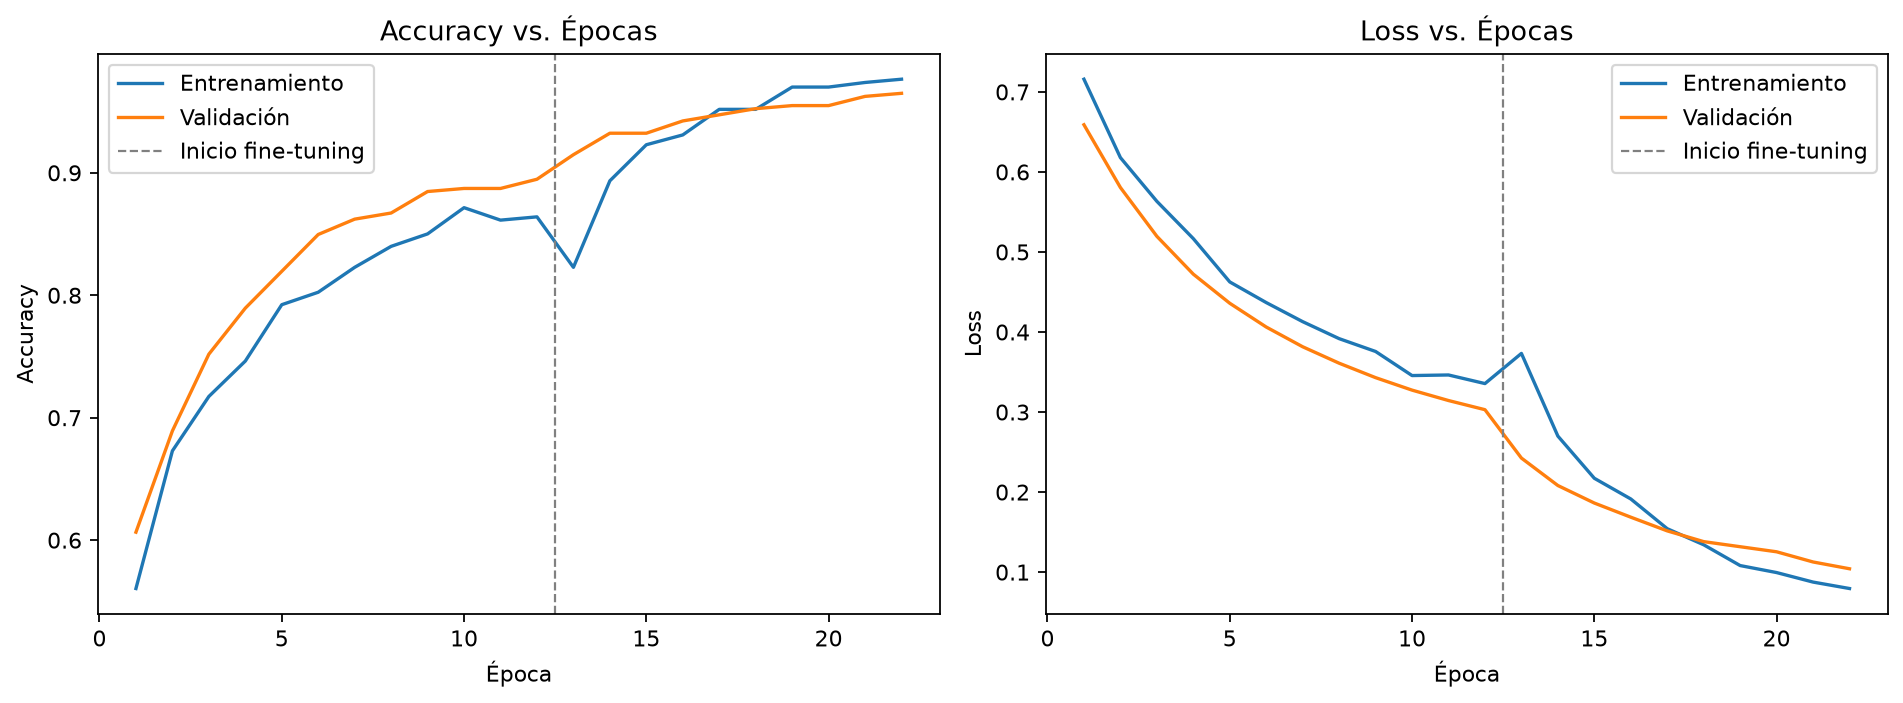 Accuracy vs. Épocas
Entrenamiento
Validación
Inicio fine-tuning
Accuracy
0.9
0.8
0.7
0.6
0 5 10 15 20
Época
Loss vs. Épocas
Entrenamiento
Validación
Inicio fine-tuning
Loss
0.7
0.6
0.5
0.4
0.3
0.2
0.1
0 5 10 15 20
Época